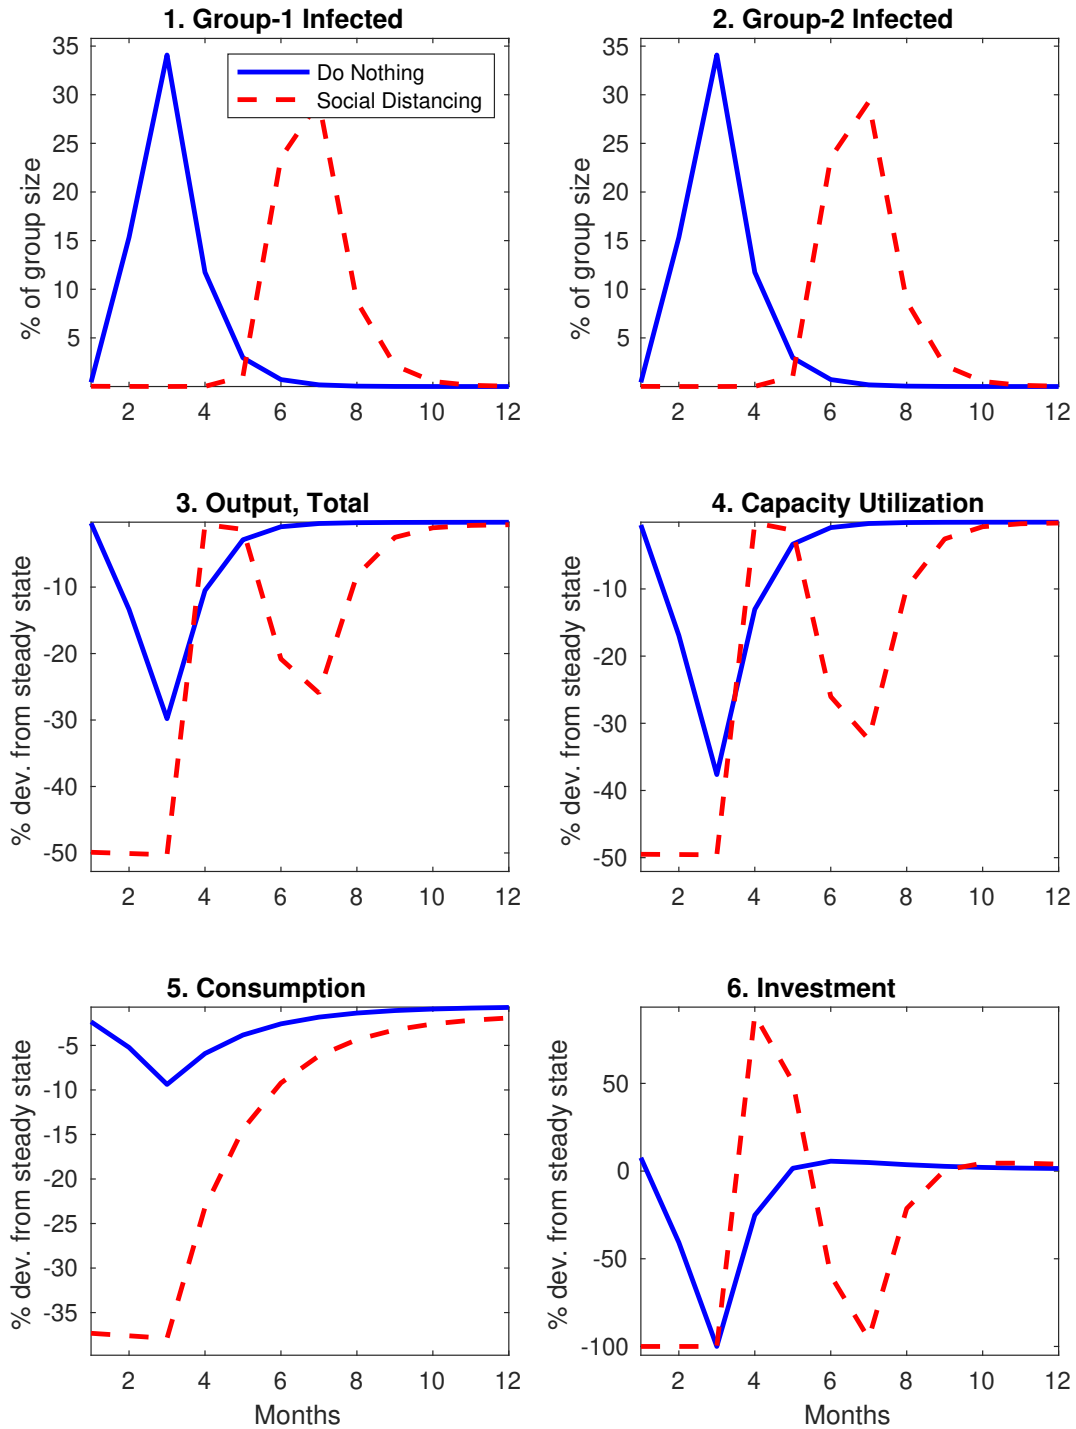 1. Group-1 Infected
% of group size
35
30
25
20
15
10
5
2 4 6 8 10 12
Do Nothing
Social Distancing
2. Group-2 Infected
% of group size
35
30
25
20
15
10
5
2 4 6 8 10 12
3. Output, Total
% dev. from steady state
-10
-20
-30
-40
-50
2 4 6 8 10 12
4. Capacity Utilization
% dev. from steady state
-10
-20
-30
-40
-50
2 4 6 8 10 12
5. Consumption
% dev. from steady state
-5
-10
-15
-20
-25
-30
-35
2 4 6 8 10 12
Months
6. Investment
% dev. from steady state
50
0
-50
-100
2 4 6 8 10 12
Months